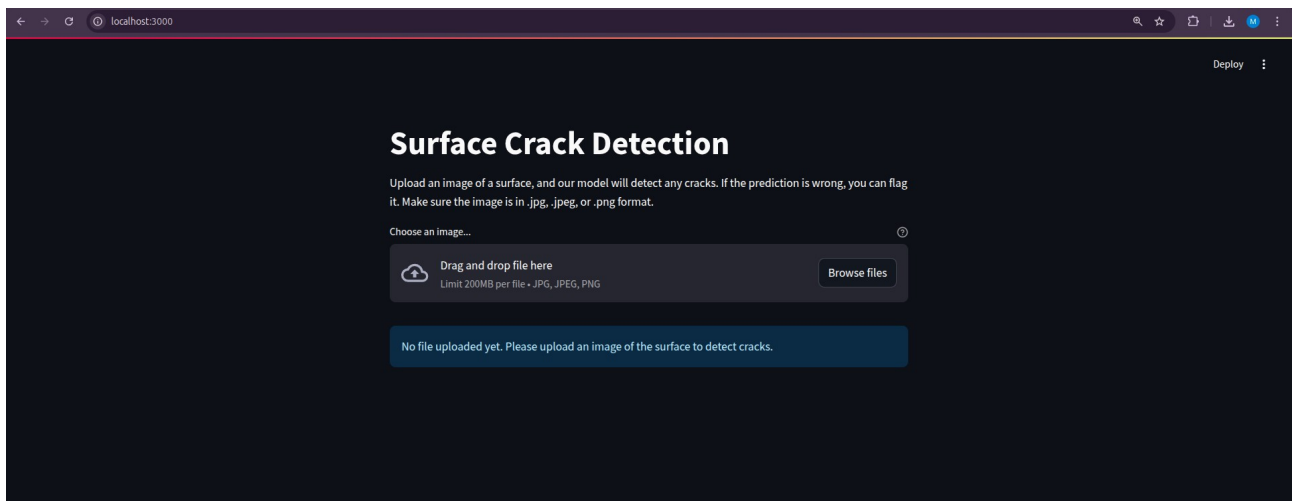 localhost:3000
M
Deploy
Surface Crack Detection
Upload an image of a surface, and our model will detect any cracks. If the prediction is wrong, you can flag
it. Make sure the image is in .jpg, .jpeg, or .png format.
Choose an image...
Drag and drop file here
Limit 200MB per file • JPG, JPEG, PNG
Browse files
No file uploaded yet. Please upload an image of the surface to detect cracks.